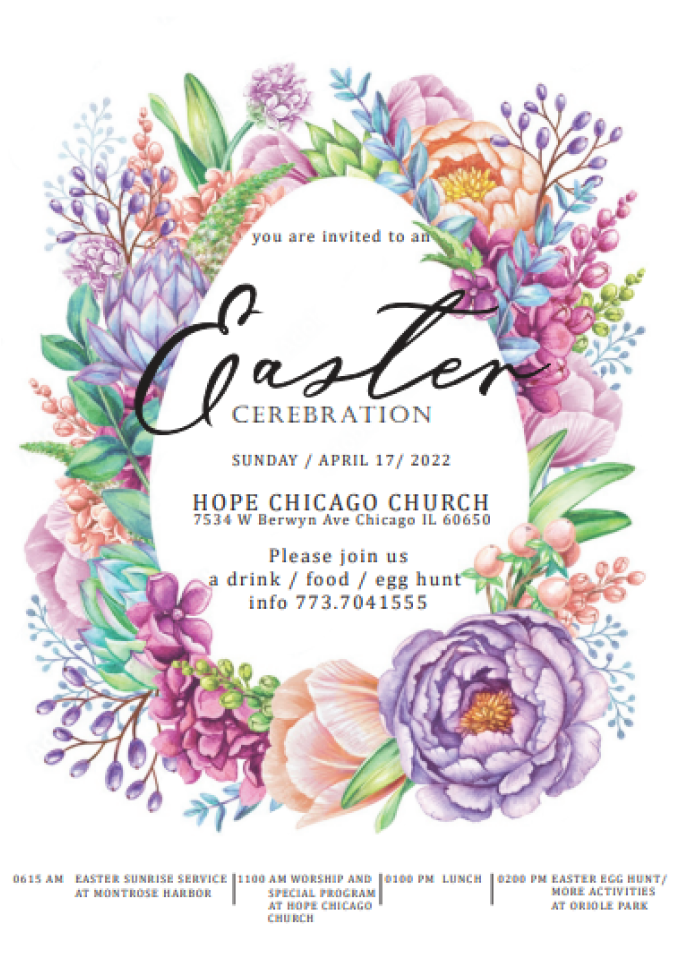 you are invited to an
Easter
CEREBRATION
SUNDAY / APRIL 17/ 2022
HOPE CHICAGO CHURCH
7534 W Berwyn Ave Chicago IL 60650
Please join us
a drink / food / egg hunt
info 773.7041555
0615 AM EASTER SUNRISE SERVICE
AT MONTROSE HARBOR
1100 AM WORSHIP AND
SPECIAL PROGRAM
AT HOPE CHICAGO
CHURCH
0100 PM LUNCH
0200 PM EASTER EGG HUNT/
MORE ACTIVITIES
AT ORIOLE PARK